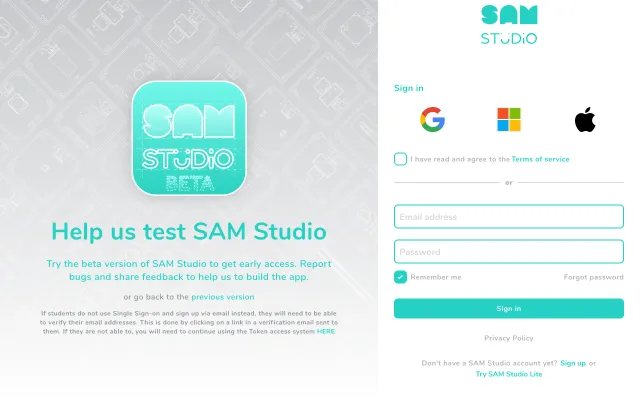 SAM
STUDIO
BETA
Help us test SAM Studio
Try the beta version of SAM Studio to get early access. Report
bugs and share feedback to help us to build the app.
or go back to the previous version
If students do not use Single Sign-on and sign up via email instead, they will need to be able
to verify their email addresses. This is done by clicking on a link in a verification email sent to
them. If they are not able to, you will need to continue using the Token access system HERE
SAM
STUDIO
Sign in
I have read and agree to the Terms of service
or
Email address
Password
Remember me
Forgot password
Sign in
Privacy Policy
Don't have a SAM Studio account yet? Sign up or
Try SAM Studio Lite